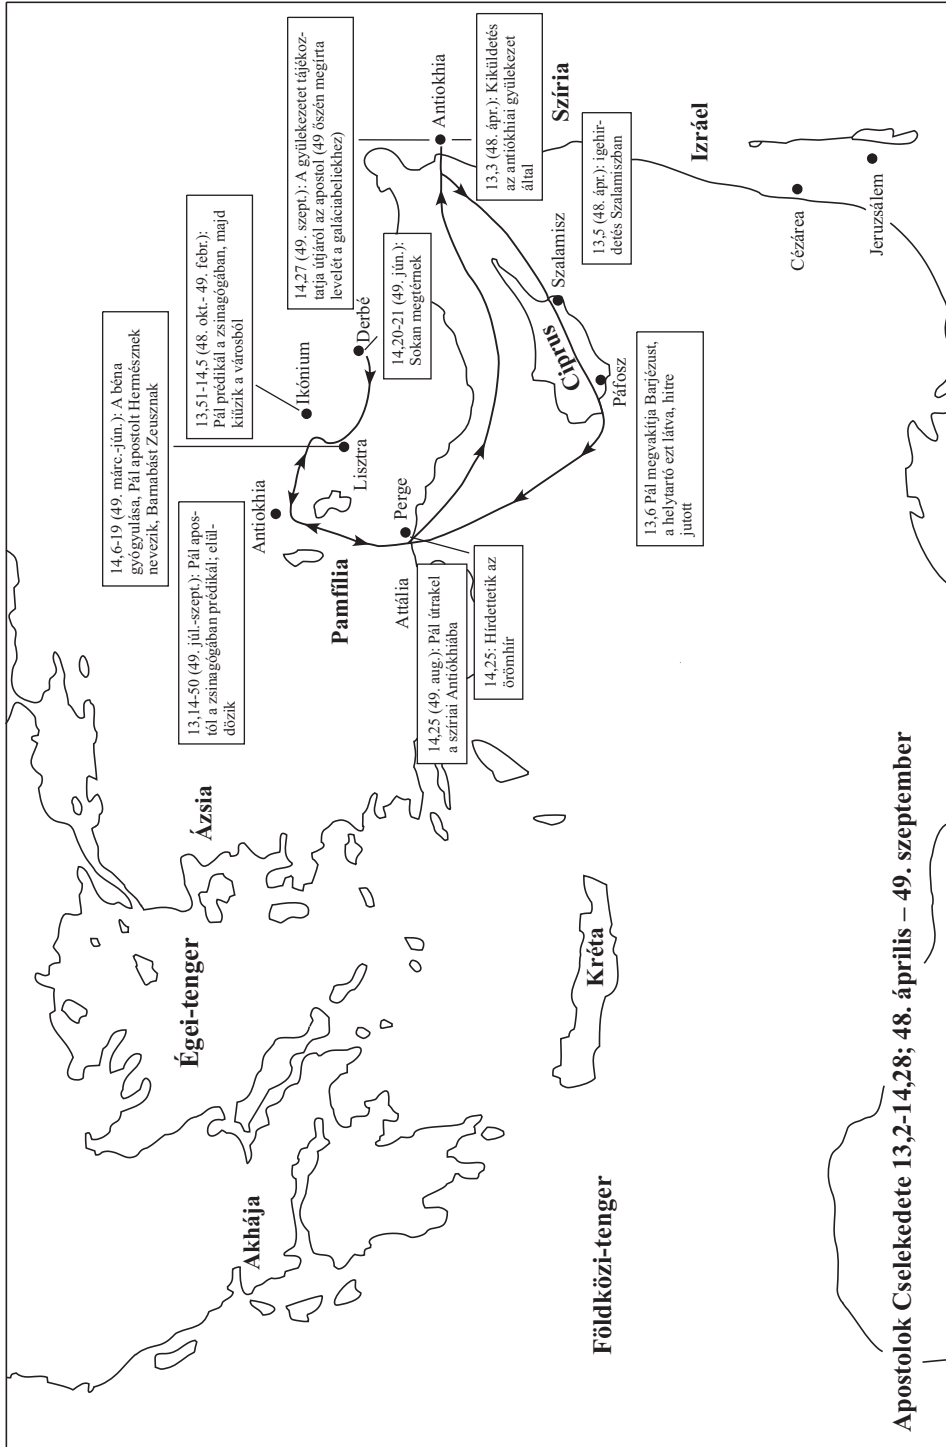 14,6-19 (49. márc.-jún.): A béna
gyógyulása, Pál apostolt Hermésznek
nevezik, Barnabást Zeusznak
13,51-14,5 (48. okt.- 49. febr.):
Pál prédikál a zsinagógában, majd
kiűzik a városból
14,27 (49. szept.): A gyülekezetet tájékoz-
tatja útjáról az apostol (49 őszén megírta
levelét a galáciabeliekhez)
13,14-50 (49. júl.-szept.): Pál apos-
tól a zsinagógában prédikál; elül-
dözik
Antiokhia
Ikónium
Lisztra
Derbé
14,20-21 (49. jún.):
Sokan megtérnek
Antiokhia
13,3 (48. ápr.): Kiküldetés
az antiókhiai gyülekezet
által
Szíria
13,5 (48. ápr.): igehir-
detés Szalamiszban
Pamfília
Perge
Attália
14,25 (49. aug.): Pál útrakel
a szíriai Antiókhiába
14,25: Hírdettetik az
örömhír
Szalamisz
Ciprus
Páfosz
13,6 Pál megvakítja Barjézust,
a helytartó ezt látva, hitre
jutott
Izráel
Cézárea
Jeruzsálem
Ázsia
Égei-tenger
Akhája
Kréta
Földközi-tenger
Apostolok Cselekedete 13,2-14,28; 48. április – 49. szeptember